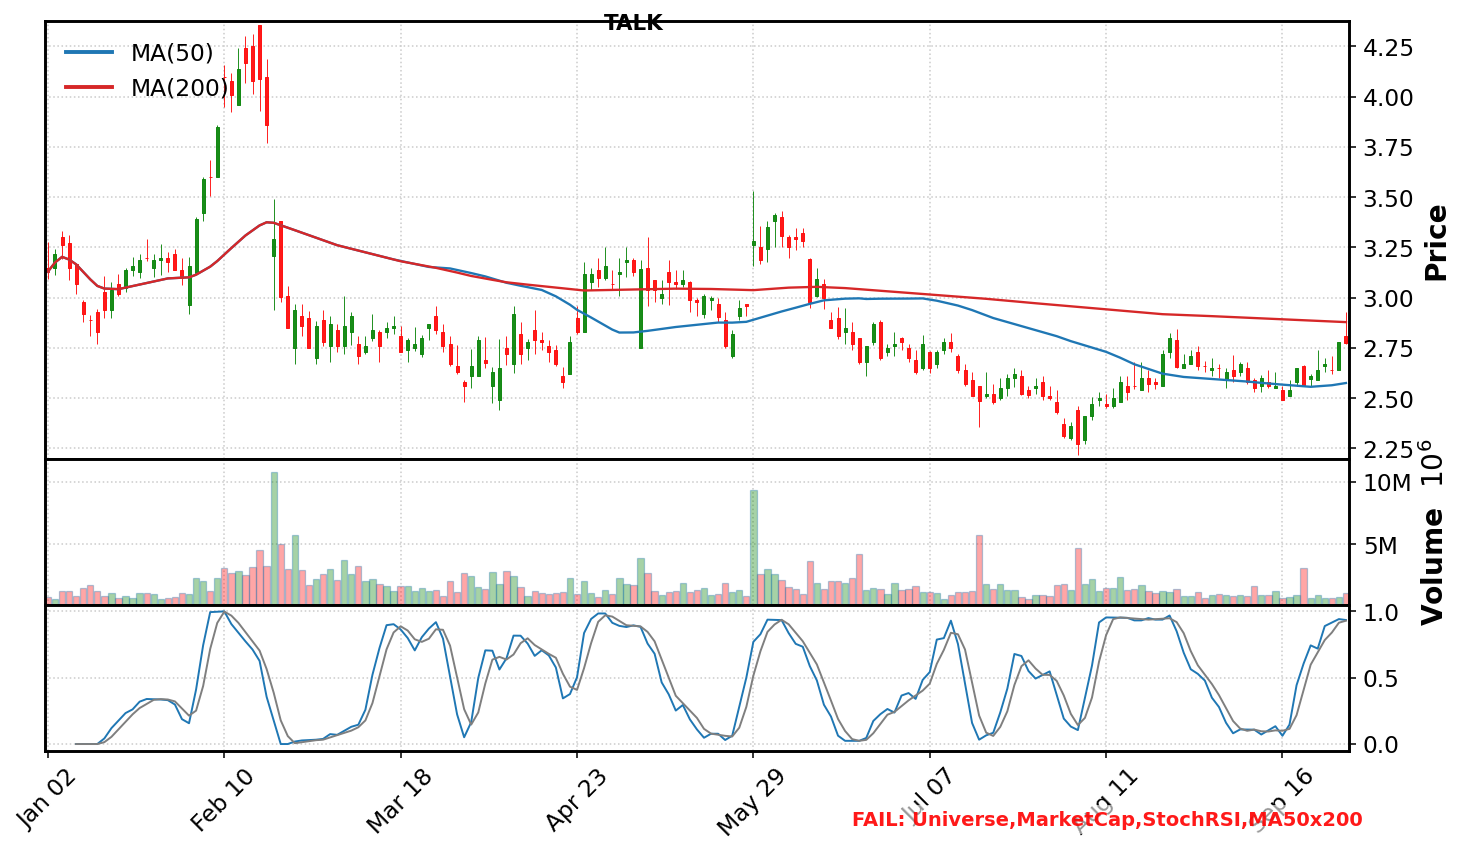 TALK
MA(50)
MA(200)
4.25
4.00
3.75
3.50
3.25
3.00
2.75
2.50
2.25
Price
10M
5M
Volume 10^6
1.0
0.5
0.0
Jan 02
Feb 10
Mar 18
Apr 23
May 29
Jul 07
Aug 11
Sep 16
FAIL: Universe,MarketCap,StochRSI,MA50x200